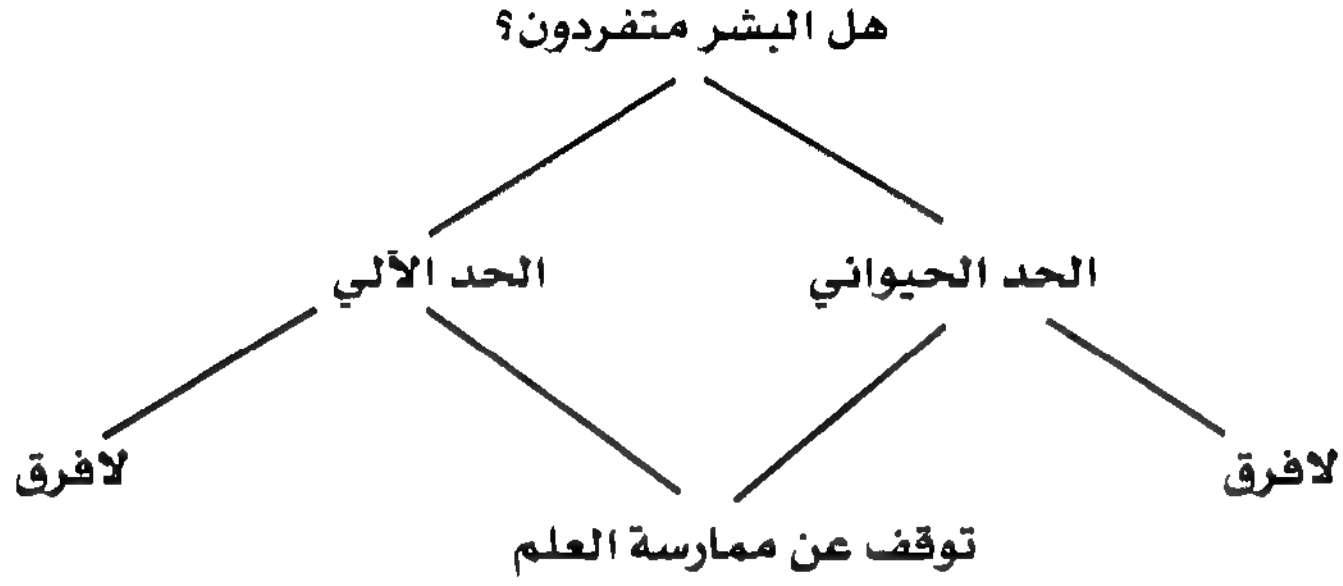 هل البشر متفردون؟
الحد الحيواني
الحد الآلي
لافرق
لافرق
توقف عن ممارسة العلم